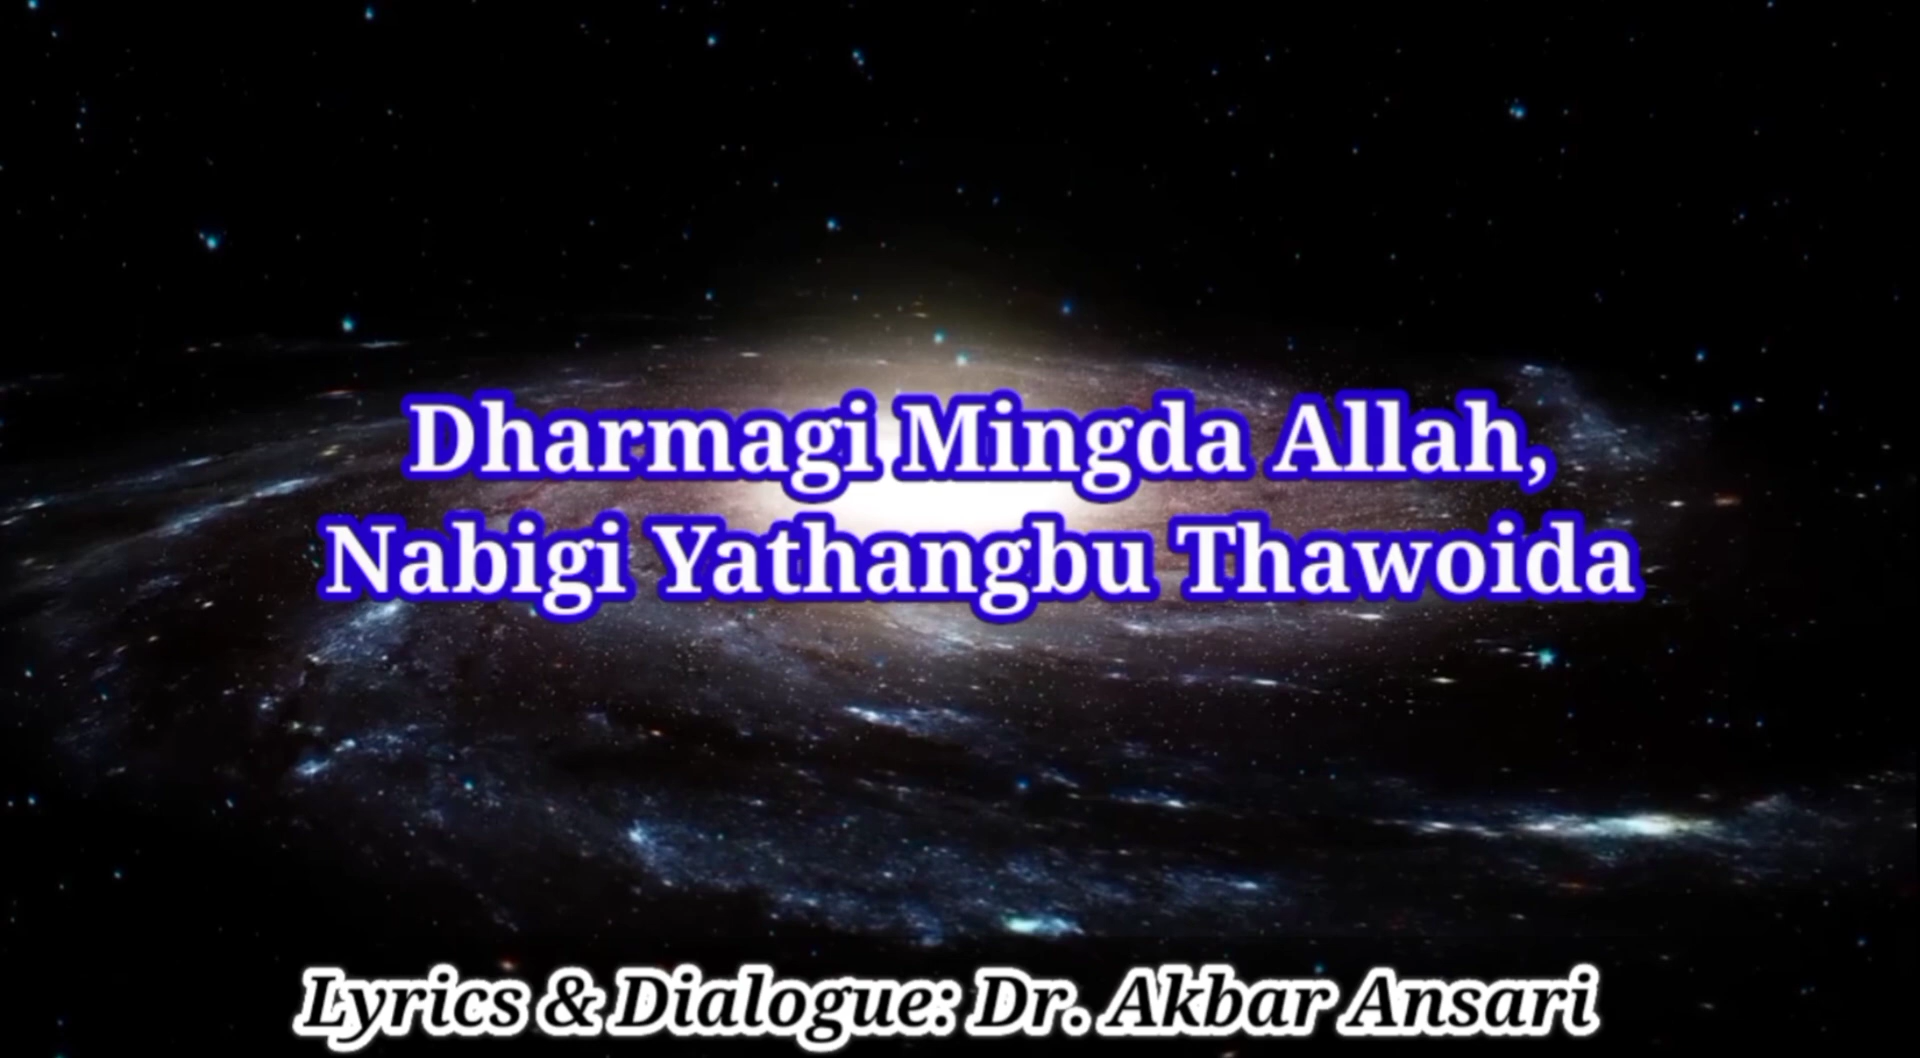 Dharmagi Mingda Allah,
Nabigi Yathangbu Thawoida
Lyrics & Dialogue: Dr. Akbar Ansari